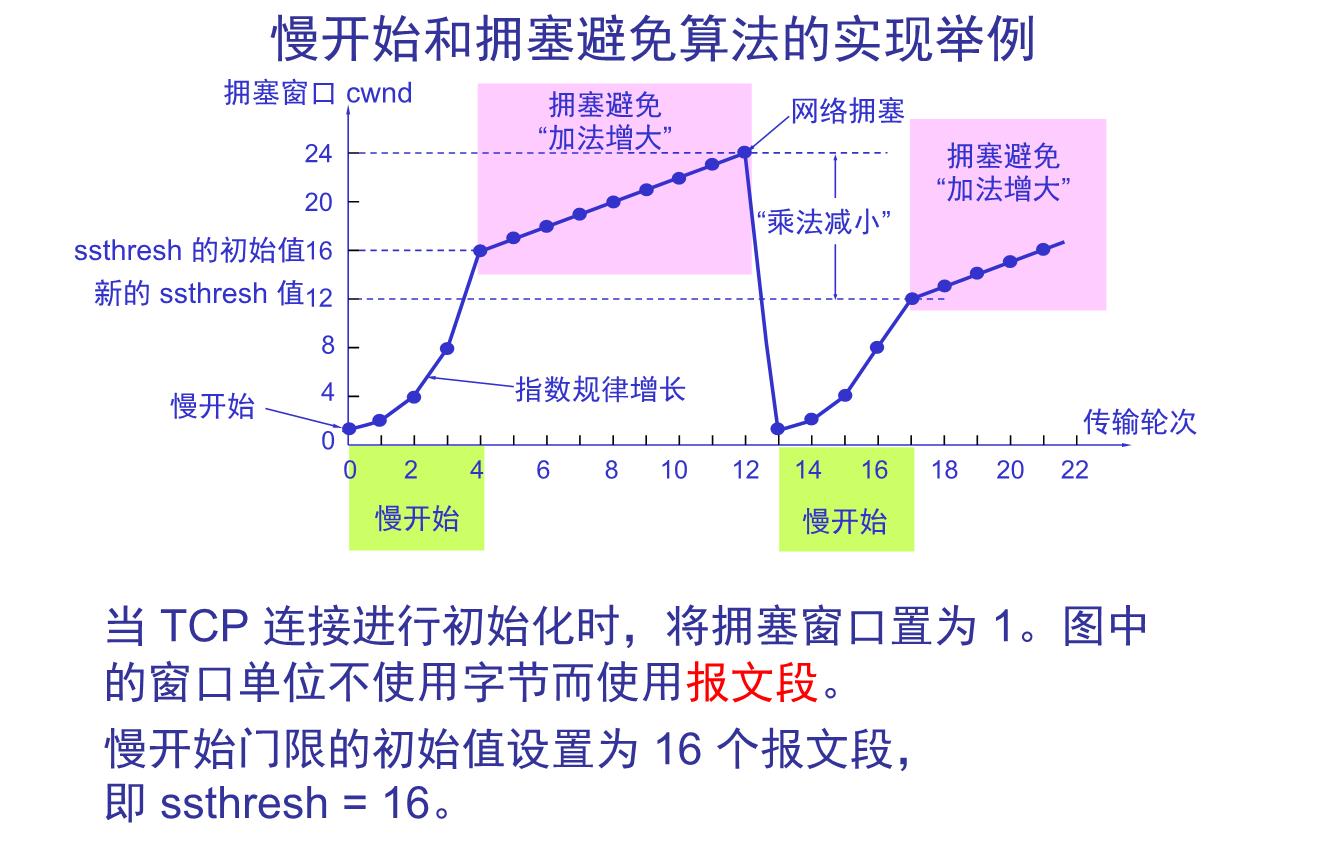 慢开始和拥塞避免算法的实现举例
拥塞窗口 cwnd
拥塞避免
“加法增大”
网络拥塞
拥塞避免
“加法增大”
24
20
“乘法减小”
ssthresh 的初始值16
新的 ssthresh 值12
8
4
指数规律增长
慢开始
0
传输轮次
0 2 4 6 8 10 12 14 16 18 20 22
慢开始
慢开始
当 TCP 连接进行初始化时，将拥塞窗口置为 1。图中
的窗口单位不使用字节而使用报文段。
慢开始门限的初始值设置为 16 个报文段，
即 ssthresh = 16。